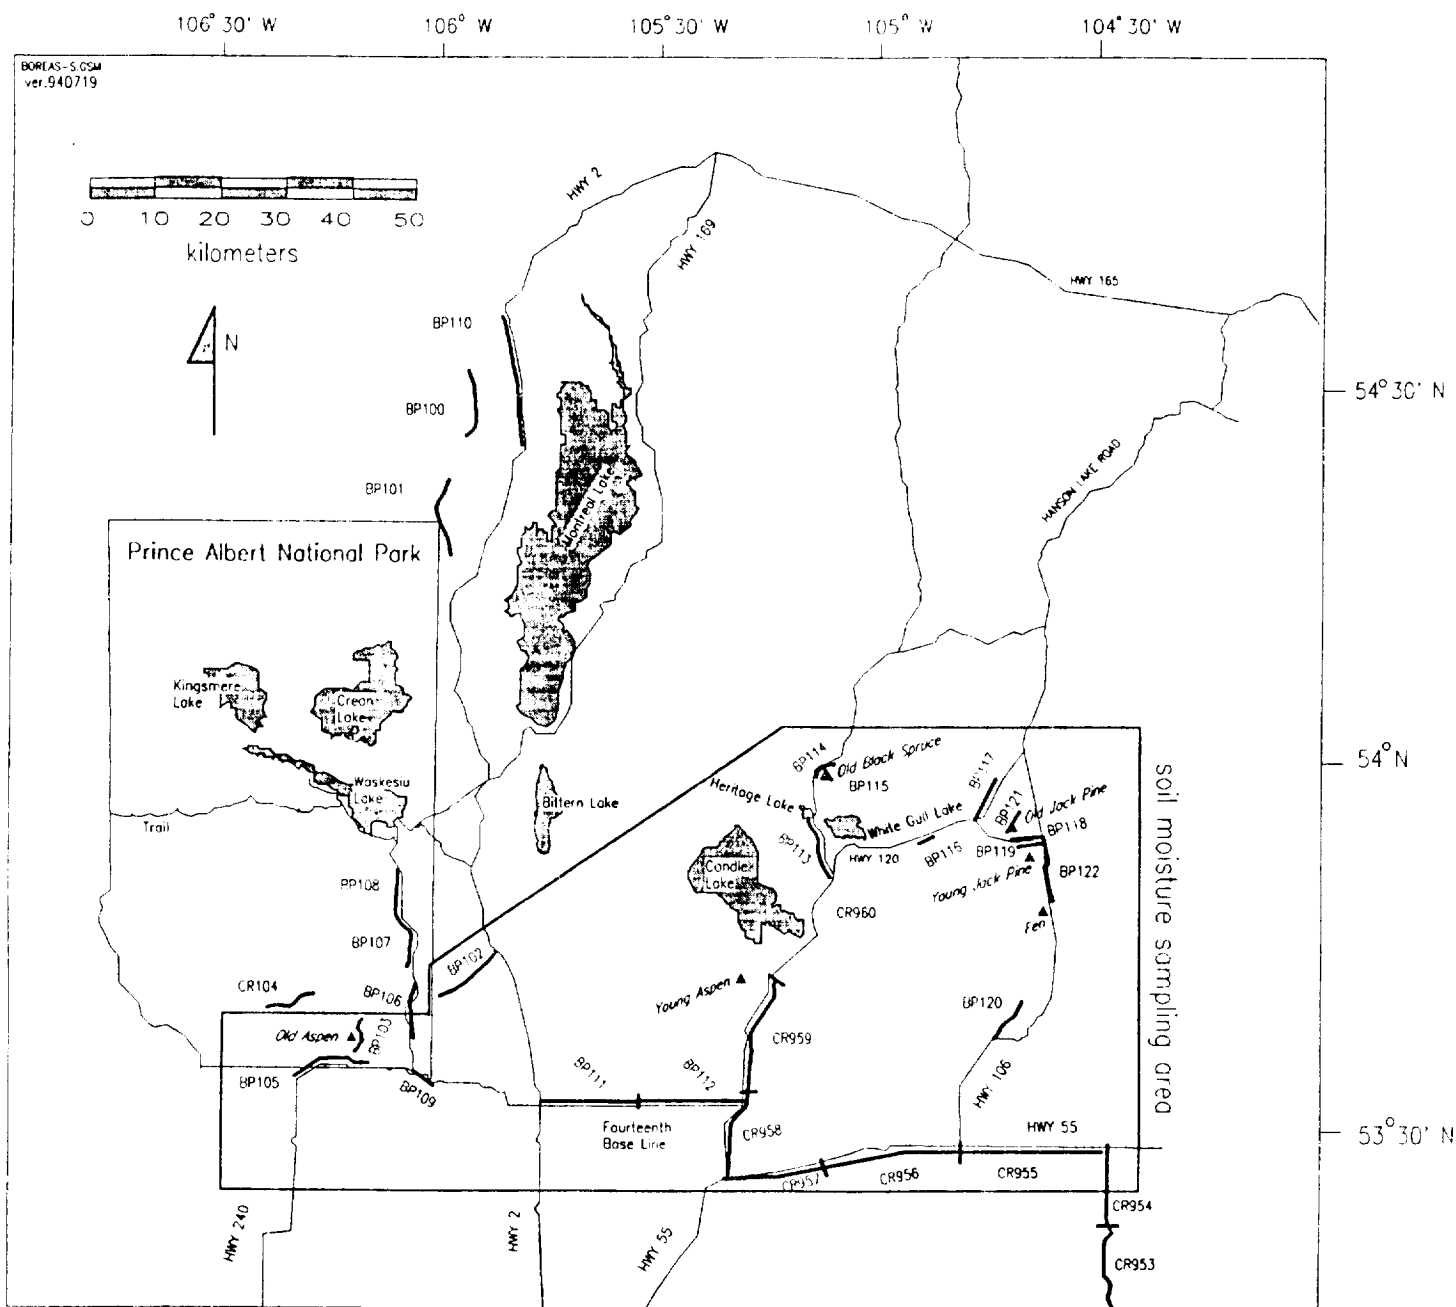 106° 30' W
106° W
105° 30' W
105° W
104° 30' W
BOREAS-S.GSM
ver.940719
0 10 20 30 40 50
kilometers
N
HWY 2
HWY 169
HWY 165
BP110
BP100
54° 30' N
HANSON LAKE ROAD
BP101
Montreal Lake
Prince Albert National Park
Kingsmere
Lake
Crean
Lake
Waskesiu
Lake
Trail
Bittern Lake
54° N
BP114
Old Black Spruce
BP115
Heritage Lake
White Gull Lake
BP117
BP121
Old Jack Pine
BP118
BP113
HWY 120
BP116
BP119
BP122
Young Jack Pine
Candle
Lake
Fen
CR960
BP108
BP107
BP102
CR104
BP106
Young Aspen
BP120
Old Aspen
BP103
CR959
BP105
BP109
BP111
BP112
HWY 106
soil moisture sampling area
Fourteenth
Base Line
CR958
HWY 55
53° 30' N
CR957
CR956
CR955
CR954
HWY 240
HWY 2
HWY 55
CR953